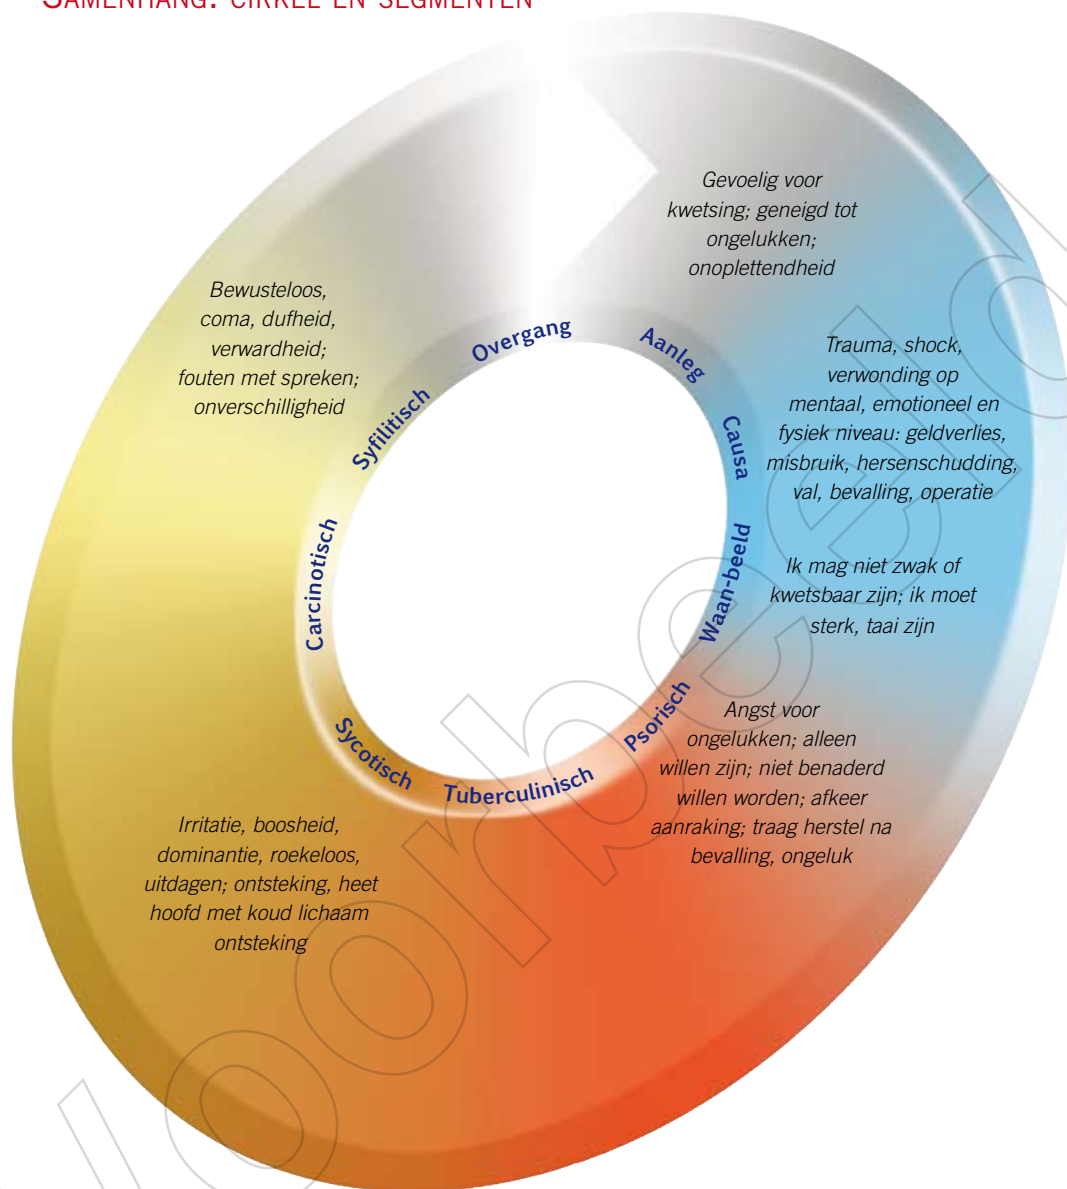 SAMENHANG: CIRKEL EN SEGMENTEN
Gevoelig voor
kwetsing; geneigd tot
ongelukken;
onoplettendheid
Bewusteloos,
coma, dufheid,
verwardheid;
fouten met spreken;
onverschilligheid
Overgang
Aanleg
Causa
Waan-beeld
Psorisch
Tuberculinisch
Sycotisch
Carcinotisch
Syfilitisch
Trauma, shock,
verwonding op
mentaal, emotioneel en
fysiek niveau: geldverlies,
misbruik, hersenschudding,
val, bevalling, operatie
Ik mag niet zwak of
kwetsbaar zijn; ik moet
sterk, taai zijn
Angst voor
ongelukken; alleen
willen zijn; niet benaderd
willen worden; afkeer
aanraking; traag herstel na
bevalling, ongeluk
Irritatie, boosheid,
dominantie, roekeloos,
uitdagen; ontsteking, heet
hoofd met koud lichaam
ontsteking